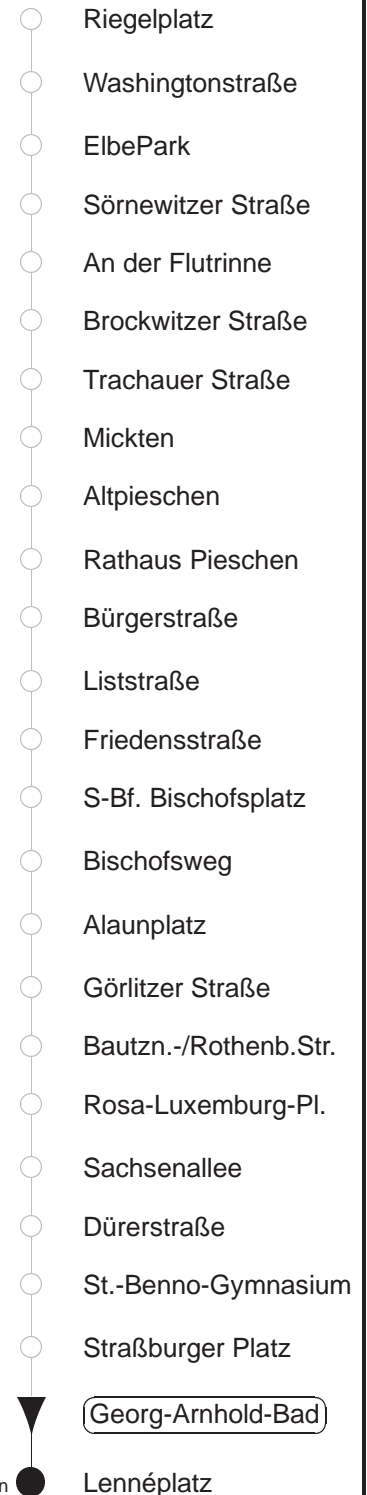 Riegelplatz
Washingtonstraße
ElbePark
Sörnewitzer Straße
An der Flutrinne
Brockwitzer Straße
Trachauer Straße
Mickten
Altpieschen
Rathaus Pieschen
Bürgerstraße
Liststraße
Friedensstraße
S-Bf. Bischofsplatz
Bischofsweg
Alaunplatz
Görlitzer Straße
Bautzn.-/Rothenb.Str.
Rosa-Luxemburg-Pl.
Sachsenallee
Dürerstraße
St.-Benno-Gymnasium
Straßburger Platz
Georg-Arnhold-Bad
n Lennéplatz